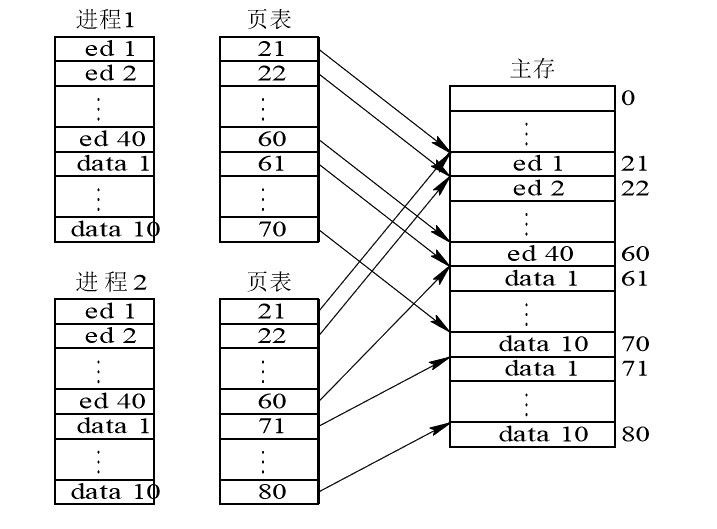 进程1
ed 1
ed 2
⋮
ed 40
data 1
⋮
data 10
页表
21
22
⋮
60
61
⋮
70
进程2
ed 1
ed 2
⋮
ed 40
data 1
⋮
data 10
页表
21
22
⋮
60
71
⋮
80
主存
0
⋮
ed 1 21
ed 2 22
⋮
ed 40 60
data 1 61
⋮
data 10 70
data 1 71
⋮
data 10 80